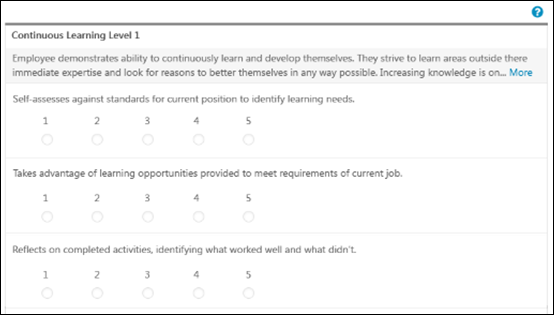 ?
Continuous Learning Level 1
Employee demonstrates ability to continuously learn and develop themselves. They strive to learn areas outside there
immediate expertise and look for reasons to better themselves in any way possible. Increasing knowledge is on... More
Self-assesses against standards for current position to identify learning needs.
1 2 3 4 5
Takes advantage of learning opportunities provided to meet requirements of current job.
1 2 3 4 5
Reflects on completed activities, identifying what worked well and what didn't.
1 2 3 4 5